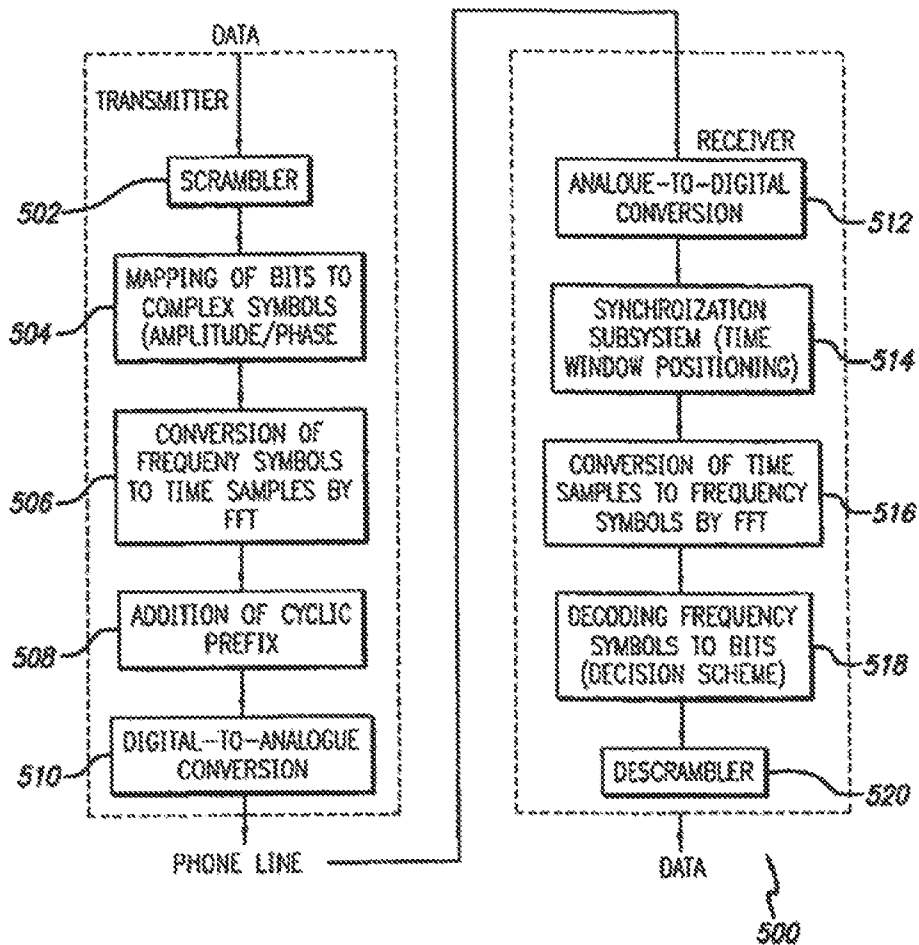 DATA
TRANSMITTER
502
SCRAMBLER
504
MAPPING OF BITS TO
COMPLEX SYMBOLS
(AMPLITUDE/PHASE
506
CONVERSION OF
FREQUENY SYMBOLS
TO TIME SAMPLES BY
FFT
508
ADDITION OF CYCLIC
PREFIX
510
DIGITAL-TO-ANALOGUE
CONVERSION
PHONE LINE
RECEIVER
ANALOUE-TO-DIGITAL
CONVERSION
512
SYNCHROIZATION
SUBSYSTEM (TIME
WINDOW POSITIONING)
514
CONVERSION OF TIME
SAMPLES TO FREQUENCY
SYMBOLS BY FFT
516
DECODING FREQUENCY
SYMBOLS TO BITS
(DECISION SCHEME)
518
DESCRAMBLER
520
DATA
500